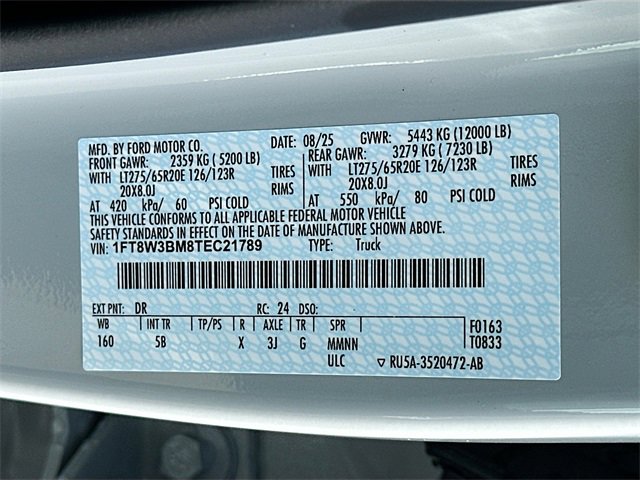 MFD. BY FORD MOTOR CO. DATE: 08/25 GVWR: 5443 KG (12000 LB)
FRONT GAWR: 2359 KG ( 5200 LB) REAR GAWR: 3279 KG ( 7230 LB)
WITH LT275/65R20E 126/123R TIRES WITH LT275/65R20E 126/123R TIRES
20X8.0J RIMS 20X8.0J RIMS
AT 420 kPa/ 60 PSI COLD AT 550 kPa/ 80 PSI COLD
THIS VEHICLE CONFORMS TO ALL APPLICABLE FEDERAL MOTOR VEHICLE
SAFETY STANDARDS IN EFFECT ON THE DATE OF MANUFACTURE SHOWN ABOVE.
VIN: 1FT8W3BM8TEC21789 TYPE: Truck
EXT PNT: DR RC: 24 DSO:
WB INT TR TP/PS R AXLE TR SPR F0163
160 5B X 3J G MMNN T0833
ULC ▽ RU5A-3520472-AB